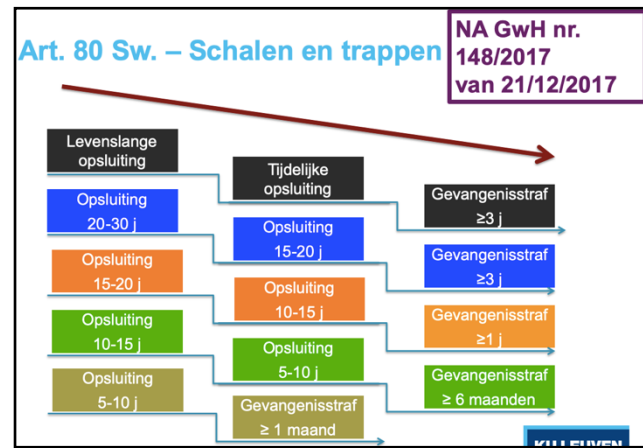 Art. 80 Sw. – Schalen en trappen
NA GwH nr.
148/2017
van 21/12/2017
Levenslange
opsluiting
Tijdelijke
opsluiting
Gevangenisstraf
≥3 j
Opsluiting
20-30 j
Opsluiting
15-20 j
Gevangenisstraf
≥3 j
Opsluiting
15-20 j
Opsluiting
10-15 j
Gevangenisstraf
≥1 j
Opsluiting
10-15 j
Opsluiting
5-10 j
Gevangenisstraf
≥ 6 maanden
Opsluiting
5-10 j
Gevangenisstraf
≥ 1 maand
KU LEUVEN